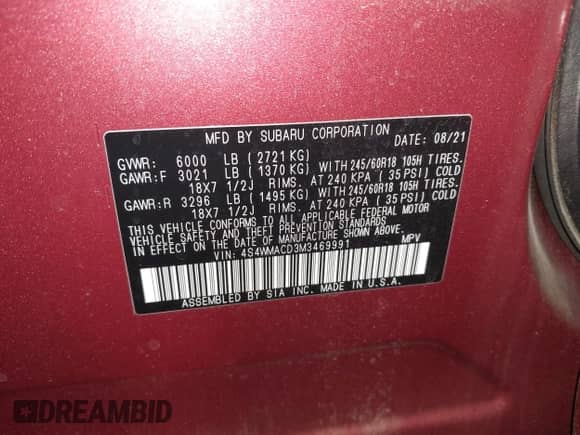 MFD BY SUBARU CORPORATION DATE: 08/21
GVWR: 6000 LB ( 2721 KG)
GAWR:F 3021 LB ( 1370 KG) WITH 245/60R18 105H TIRES.
18X7 1/2J RIMS. AT 240 KPA ( 35 PSI) COLD
GAWR:R 3296 LB ( 1495 KG) WITH 245/60R18 105H TIRES.
18X7 1/2J RIMS. AT 240 KPA ( 35 PSI) COLD
THIS VEHICLE CONFORMS TO ALL APPLICABLE FEDERAL MOTOR
VEHICLE SAFETY AND THEFT PREVENTION STANDARDS
IN EFFECT ON THE DATE OF MANUFACTURE SHOWN ABOVE.
VIN: 4S4WMACD3M3469991 MPV
ASSEMBLED BY SIA INC. MADE IN U.S.A.
DREAMBID